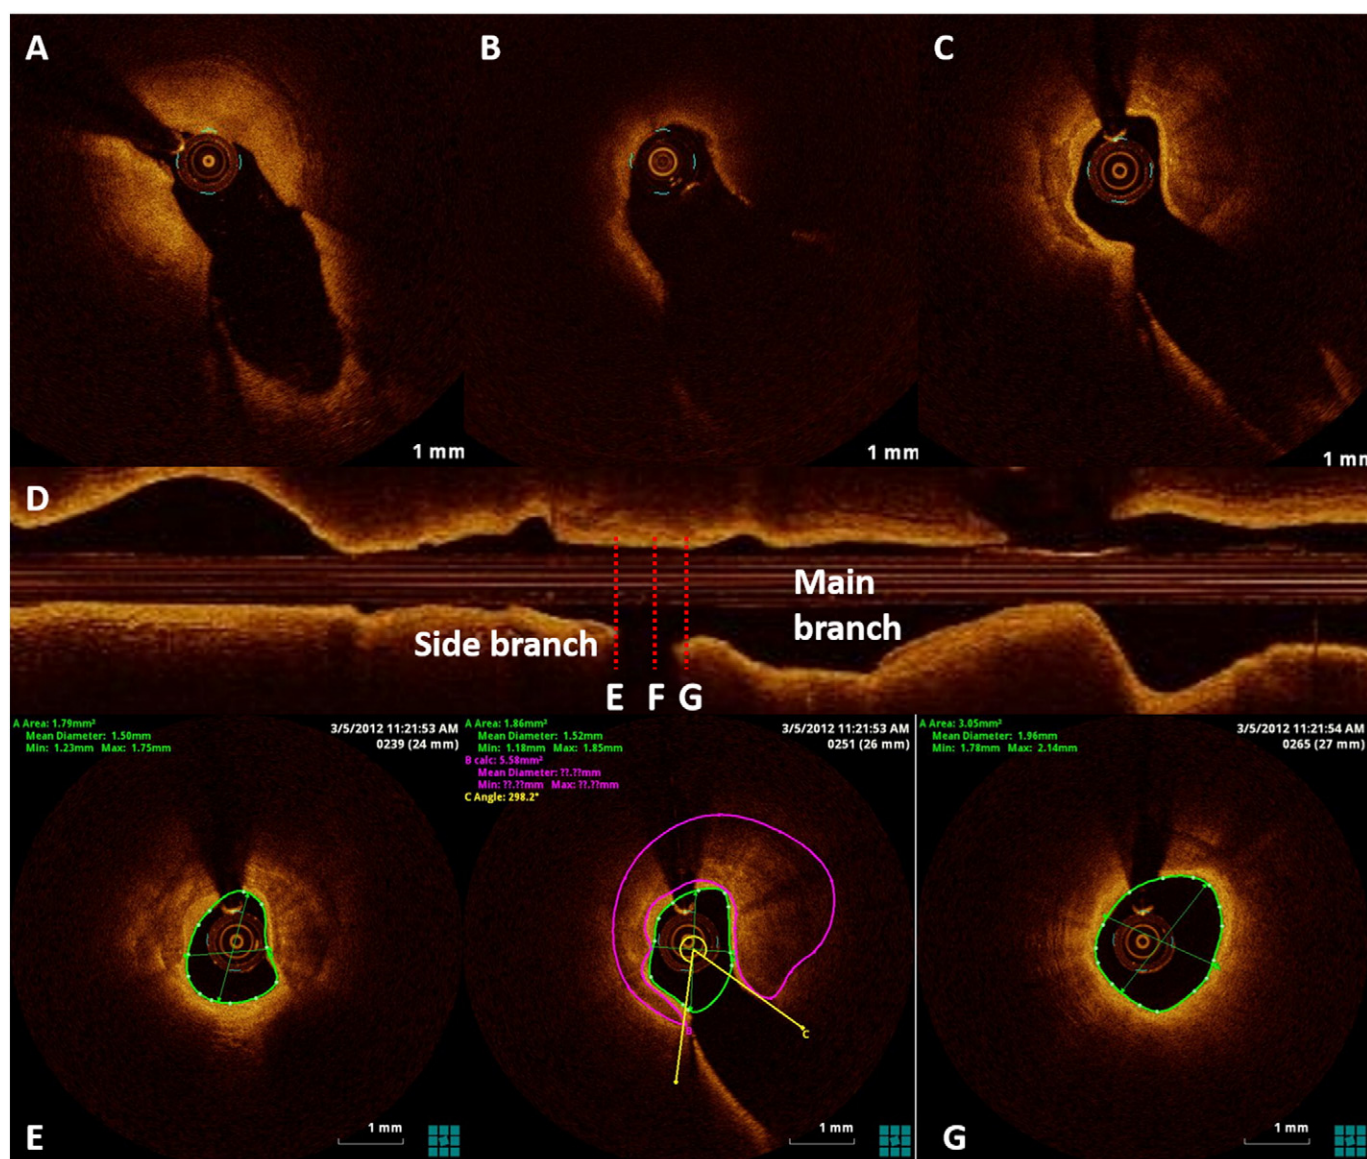 A
B
C
1 mm
1 mm
1 mm
D
Main
branch
Side branch
E F G
A Area: 1.79mm²
Mean Diameter: 1.50mm
Min: 1.23mm Max: 1.75mm
3/5/2012 11:21:53 AM
0239 (24 mm)
A Area: 1.86mm²
Mean Diameter: 1.52mm
Min: 1.18mm Max: 1.85mm
B calc: 5.58mm²
Mean Diameter: ??.??mm
Min: ??.??mm Max: ??.??mm
C Angle: 298.2°
3/5/2012 11:21:53 AM
0251 (26 mm)
A Area: 3.05mm²
Mean Diameter: 1.96mm
Min: 1.78mm Max: 2.14mm
3/5/2012 11:21:54 AM
0265 (27 mm)
B
C
1 mm
1 mm
1 mm
E
G